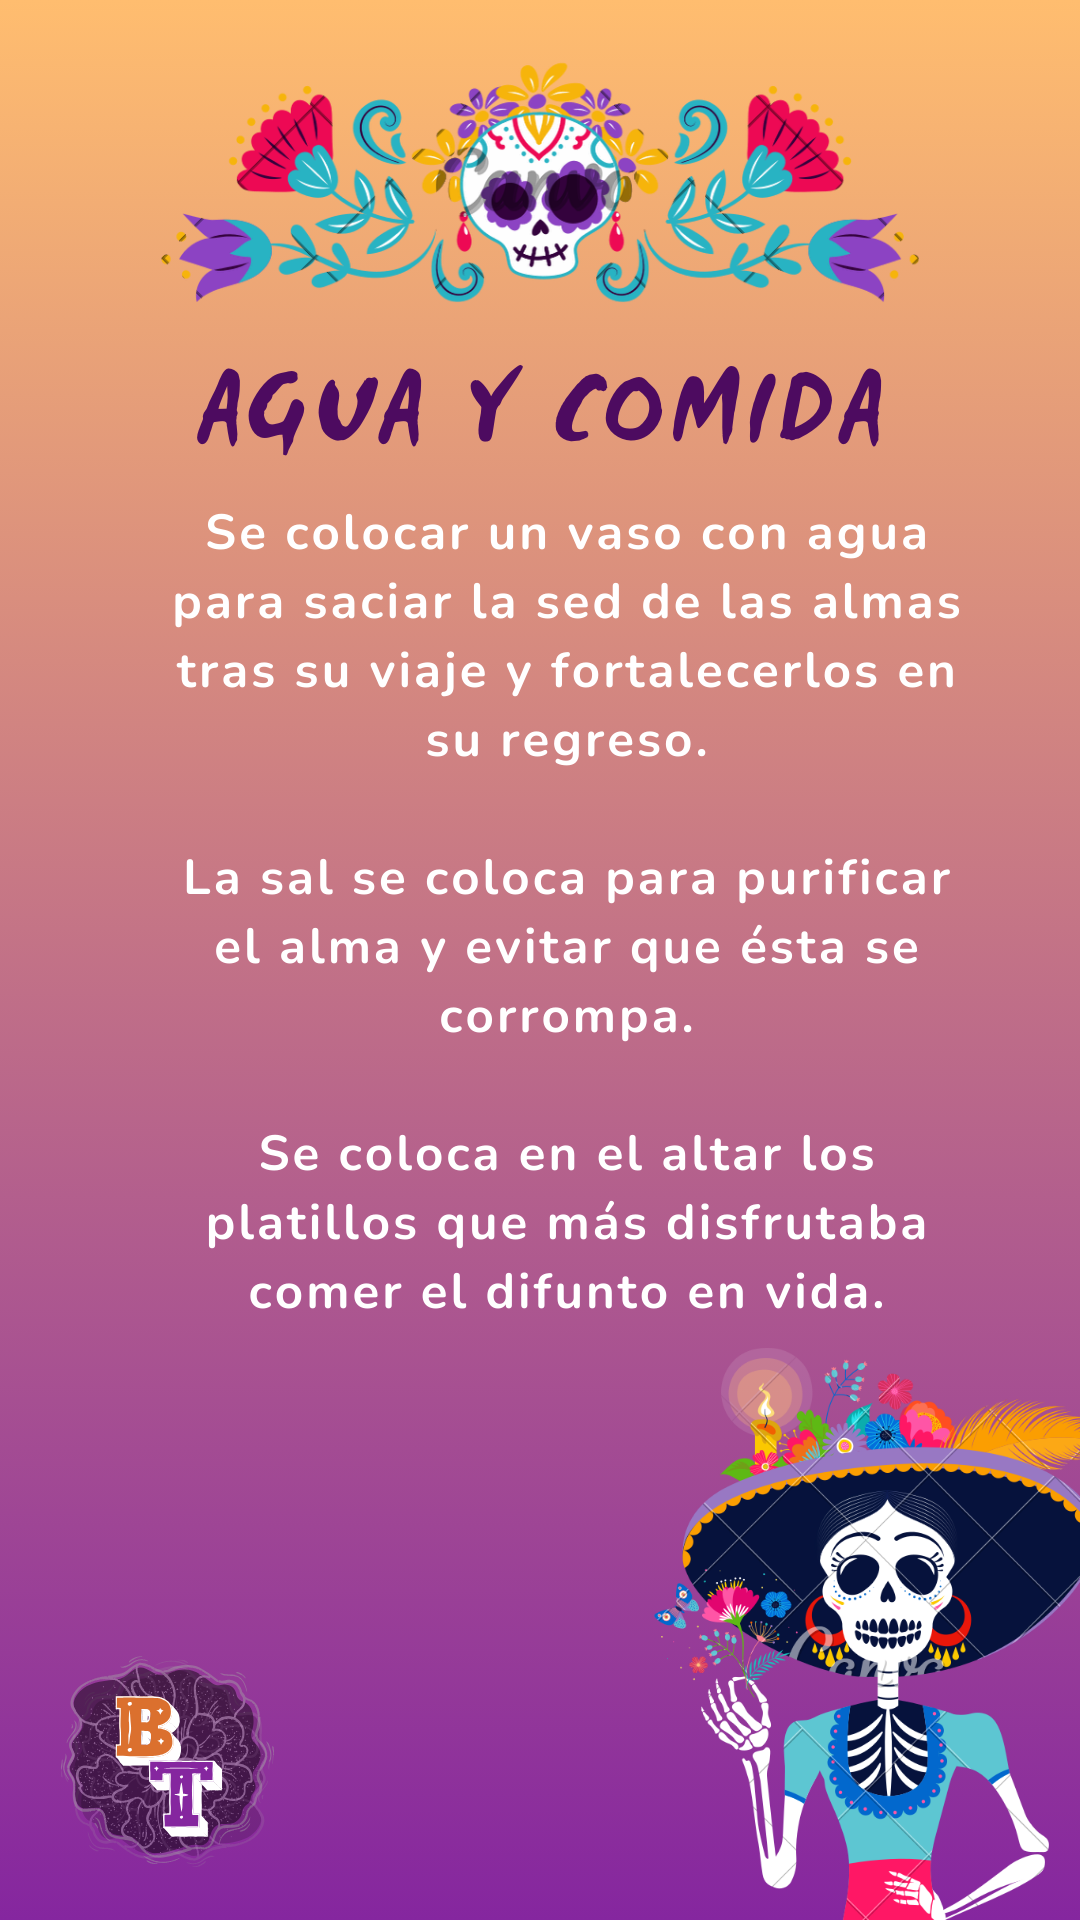 AGUA Y COMIDA
Se colocar un vaso con agua
para saciar la sed de las almas
tras su viaje y fortalecerlos en
su regreso.
La sal se coloca para purificar
el alma y evitar que ésta se
corrompa.
Se coloca en el altar los
platillos que más disfrutaba
comer el difunto en vida.
Canva
B
T